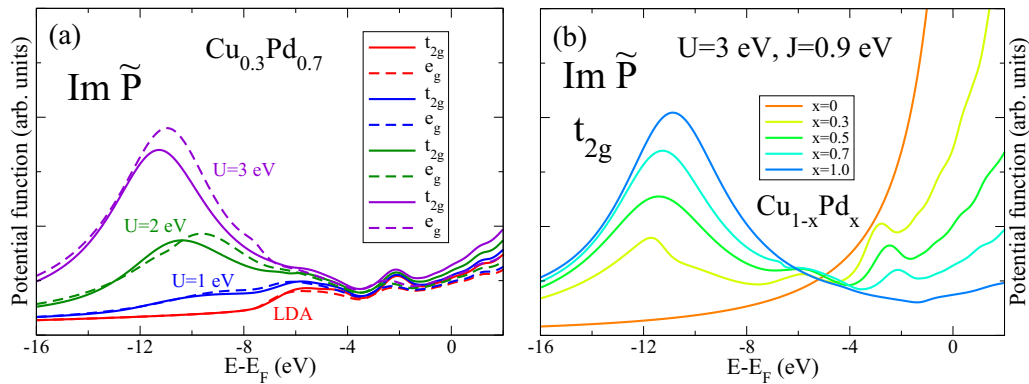 (a)
Cu0.3Pd0.7
Im P̃
t2g
eg
t2g
eg
t2g
eg
t2g
eg
U=3 eV
U=2 eV
U=1 eV
LDA
Potential function (arb. units)
-16 -12 -8 -4 0
E-EF (eV)
(b)
U=3 eV, J=0.9 eV
Im P̃
t2g
x=0
x=0.3
x=0.5
x=0.7
x=1.0
Cu1-xPdx
-16 -12 -8 -4 0
E-EF (eV)
Potential function (arb. units)